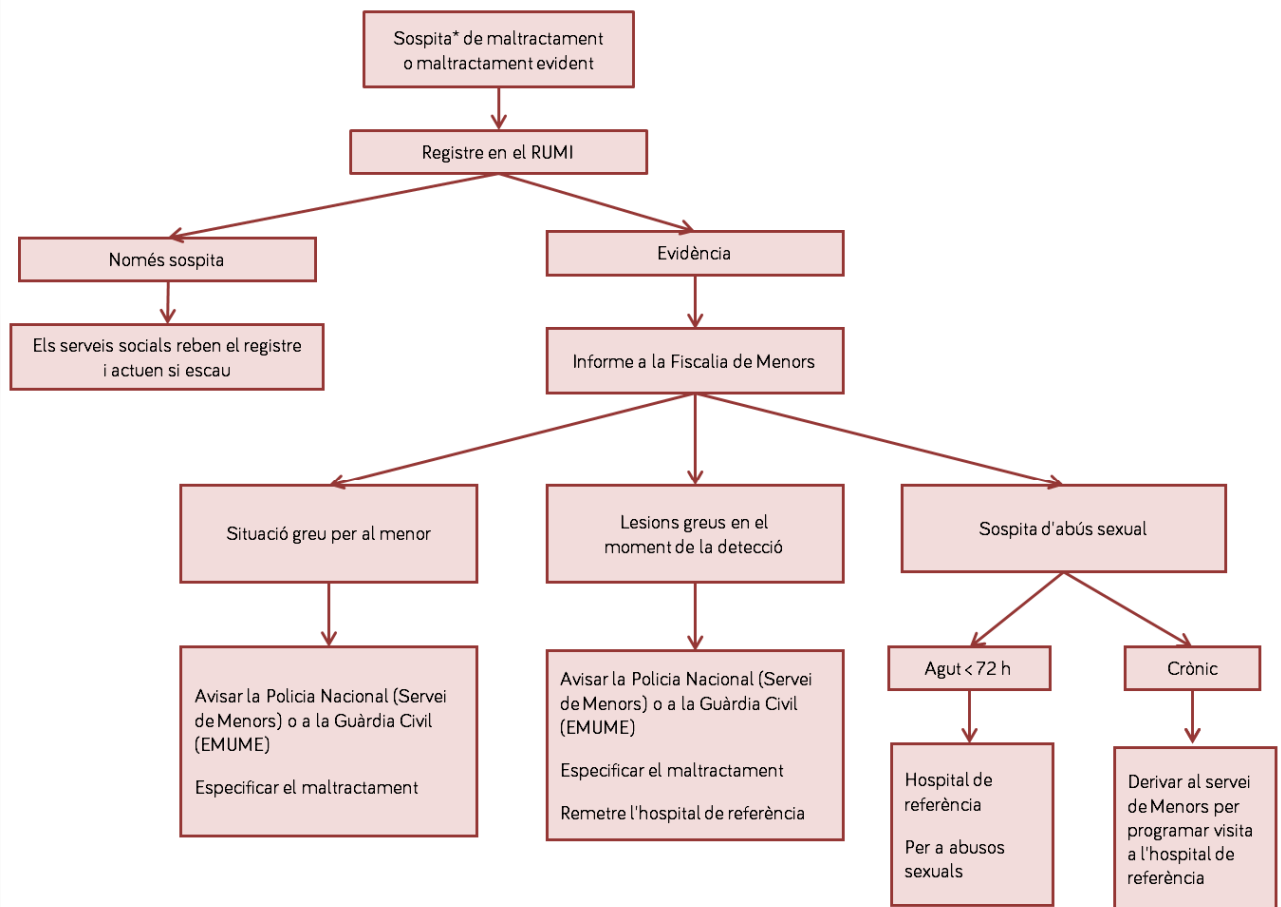 Sospita* de maltractament
o maltractament evident
Registre en el RUMI
Només sospita
Evidència
Els serveis socials reben el registre
i actuen si escau
Informe a la Fiscalia de Menors
Situació greu per al menor
Lesions greus en el
moment de la detecció
Sospita d'abús sexual
Avisar la Policia Nacional (Servei
de Menors) o a la Guàrdia Civil
(EMUME)
Especificar el maltractament
Avisar la Policia Nacional (Servei
de Menors) o a la Guàrdia Civil
(EMUME)
Especificar el maltractament
Remetre l'hospital de referència
Agut < 72 h
Crònic
Hospital de
referència
Per a abusos
sexuals
Derivar al servei
de Menors per
programar visita
a l'hospital de
referència